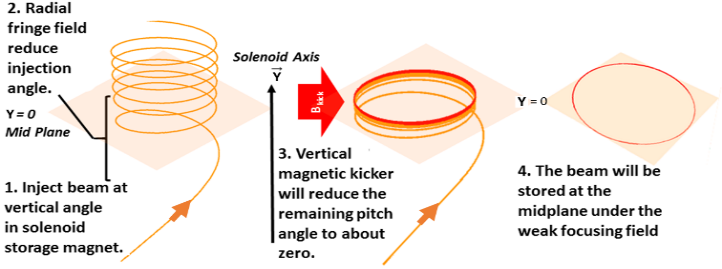 2. Radial
fringe field
reduce
injection
angle.
Y = 0
Mid Plane
1. Inject beam at
vertical angle
in solenoid
storage magnet.
Solenoid Axis
Y
B kick
3. Vertical
magnetic kicker
will reduce the
remaining pitch
angle to about
zero.
Y = 0
4. The beam will be
stored at the
midplane under the
weak focusing field